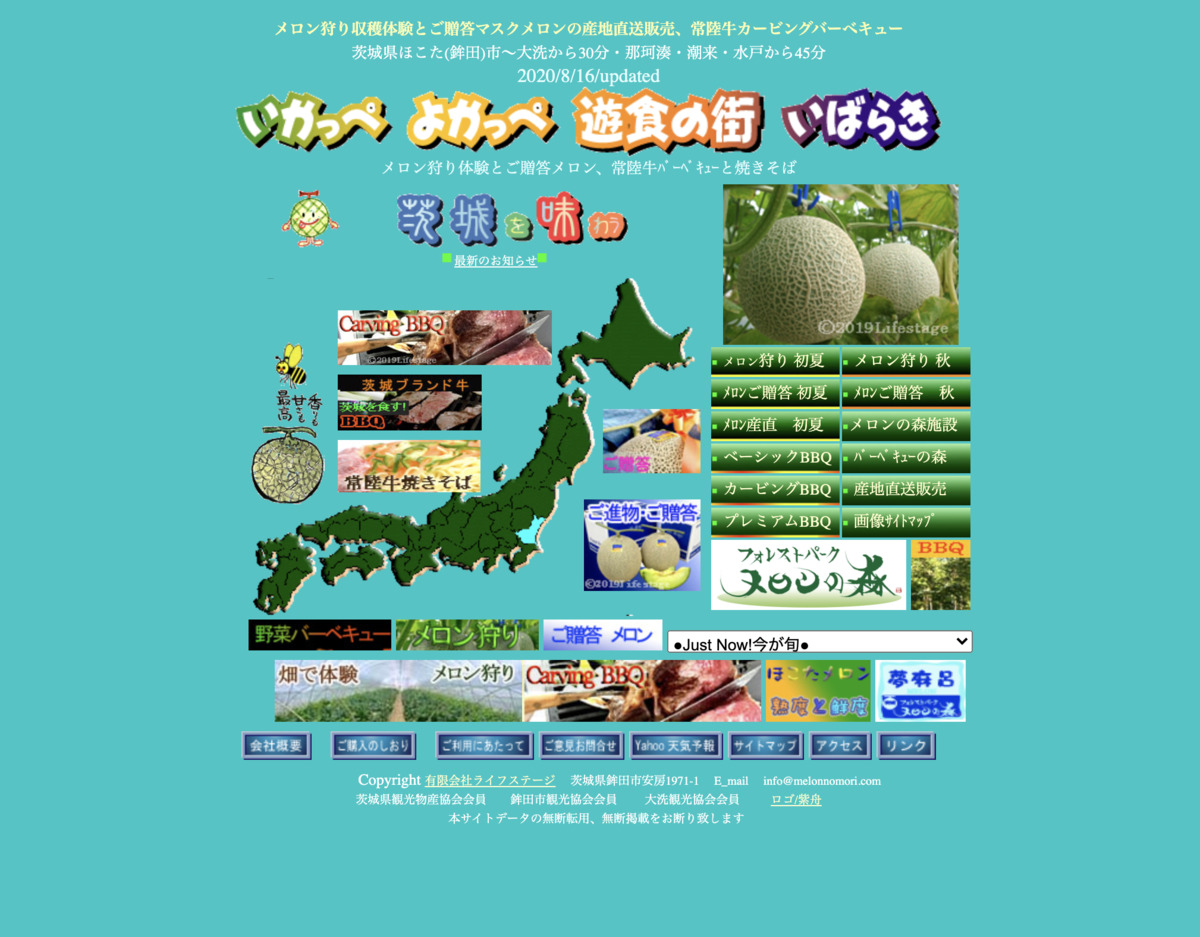 メロン狩り収穫体験とご贈答マスクメロンの産地直送販売、常陸牛カービングバーベキュー
茨城県ほこた(鉾田)市〜大洗から30分・那珂湊・潮来・水戸から45分
2020/8/16/updated
いかっぺ よかっぺ 遊食の街 いばらき
メロン狩り体験とご贈答メロン、常陸牛ﾊﾞｰﾍﾞｷｭｰと焼きそば
茨城を味わう
最新のお知らせ
©2019Lifestage
Carving・BBQ
©2019Lifestage
茨城ブランド牛
茨城を食す!
BBQ
香りも
甘さも
最高
常陸牛焼きそば
ご贈答
ご進物・ご贈答
©2019Lifestage
メロン狩り 初夏
メロン狩り 秋
ﾒﾛﾝご贈答 初夏
ﾒﾛﾝご贈答 秋
ﾒﾛﾝ産直 初夏
メロンの森施設
ベーシックBBQ
ﾊﾞｰﾍﾞｷｭｰの森
カービングBBQ
産地直送販売
プレミアムBBQ
画像ｻｲﾄﾏｯﾌﾟ
フォレストパーク
メロンの森
BBQ
野菜バーベキュー
メロン狩り
ご贈答 メロン
●Just Now!今が旬●
畑で体験 メロン狩り
Carving・BBQ
ほこたメロン
熟度と鮮度
夢麻呂
フォレストパーク
メロンの森
会社概要
ご購入のしおり
ご利用にあたって
ご意見お問合せ
Yahoo 天気予報
サイトマップ
アクセス
リンク
Copyright 有限会社ライフステージ 茨城県鉾田市安房1971-1 E_mail info@melonnomori.com
茨城県観光物産協会会員 鉾田市観光協会会員 大洗観光協会会員 ロゴ/紫舟
本サイトデータの無断転用、無断掲載をお断り致します